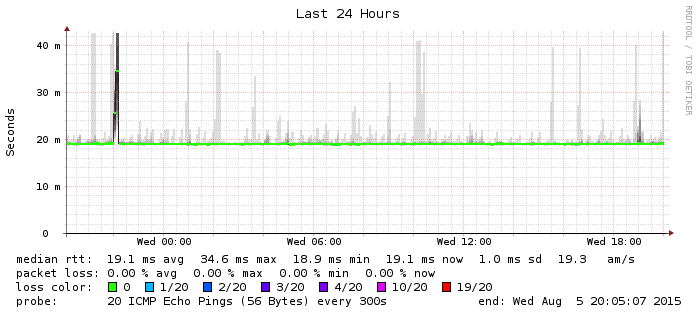 Last 24 Hours
RRDTOOL / TOBI OETIKER
Seconds
40 m
30 m
20 m
10 m
0
Wed 00:00 Wed 06:00 Wed 12:00 Wed 18:00
median rtt: 19.1 ms avg 34.6 ms max 18.9 ms min 19.1 ms now 1.0 ms sd 19.3 am/s
packet loss: 0.00 % avg 0.00 % max 0.00 % min 0.00 % now
loss color: 0 1/20 2/20 3/20 4/20 10/20 19/20
probe: 20 ICMP Echo Pings (56 Bytes) every 300s end: Wed Aug 5 20:05:07 2015